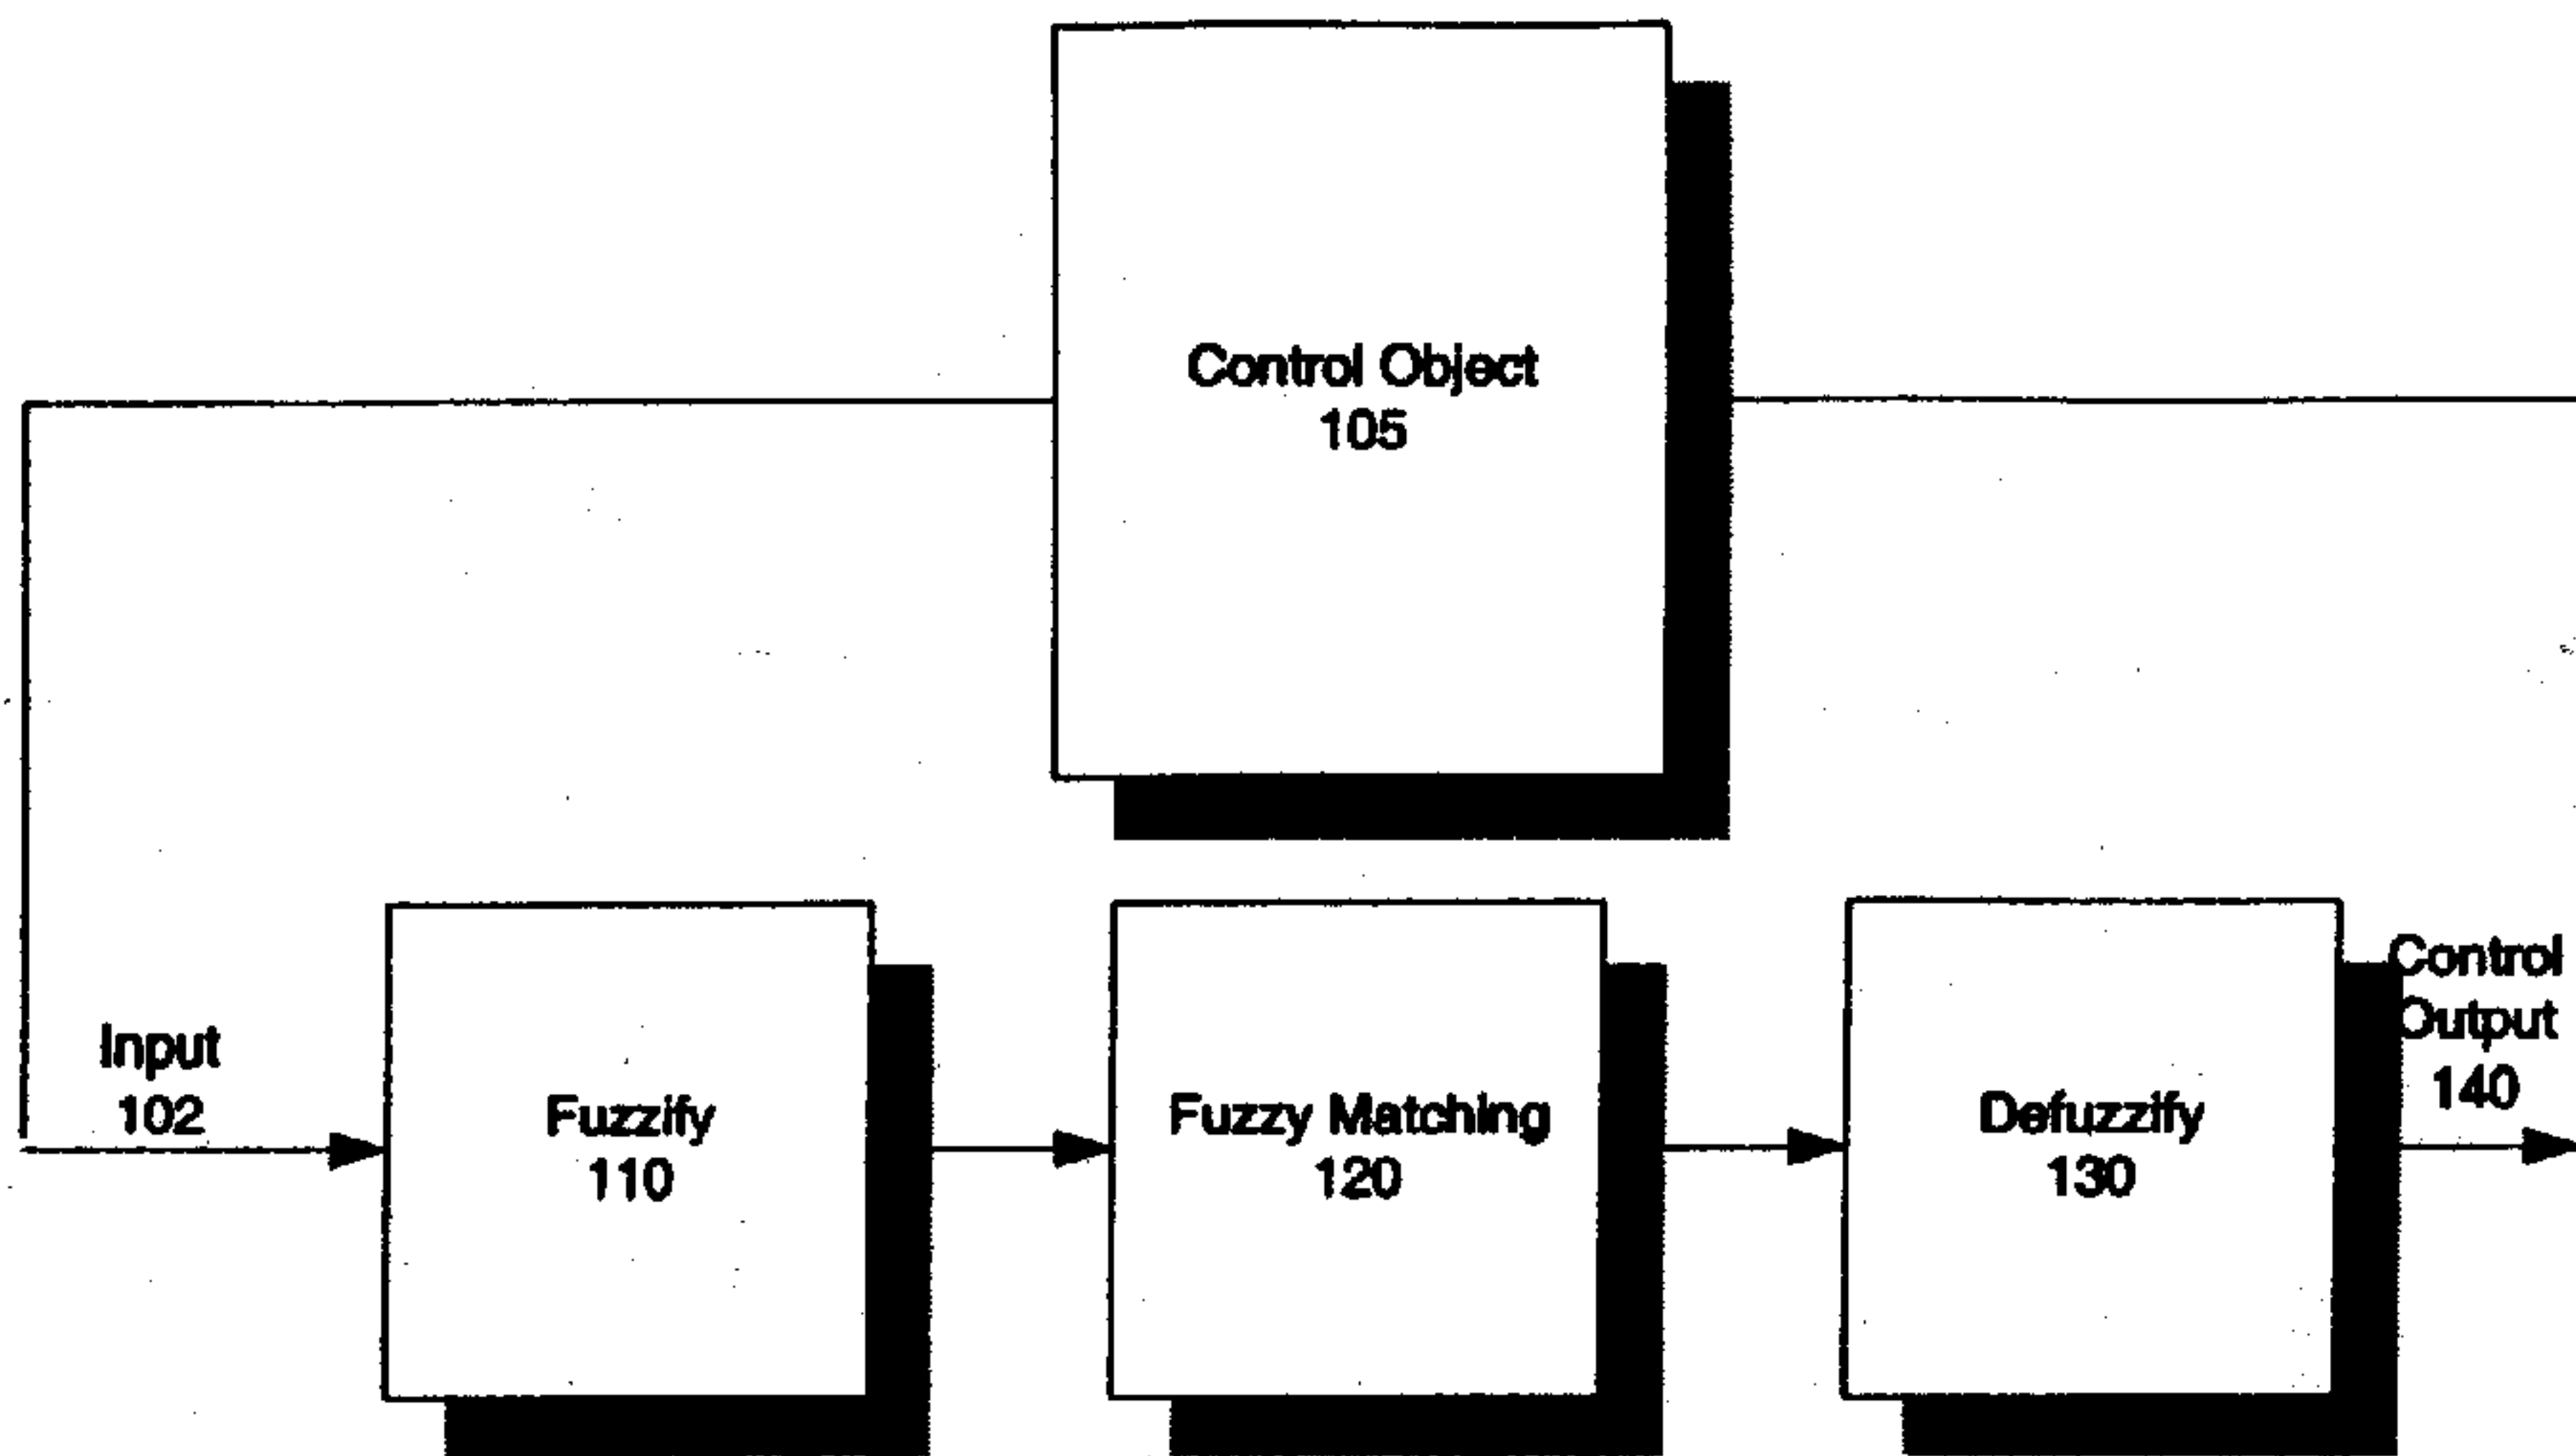 Control Object
105
Input
102
Fuzzify
110
Fuzzy Matching
120
Defuzzify
130
Control
Output
140